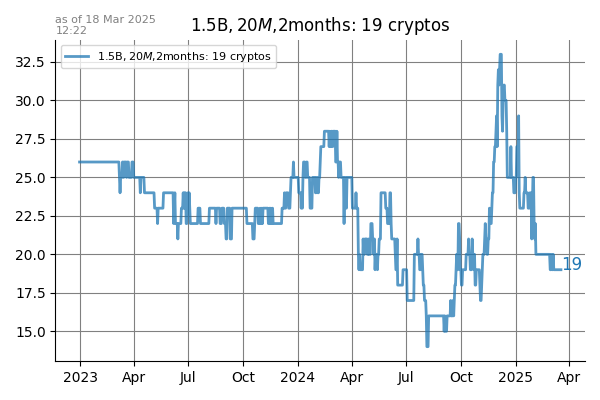 as of 18 Mar 2025
12:22
1.5B, 20M,2months: 19 cryptos
1.5B, 20M,2months: 19 cryptos
32.5
30.0
27.5
25.0
22.5
20.0
17.5
15.0
19
2023 Apr Jul Oct 2024 Apr Jul Oct 2025 Apr